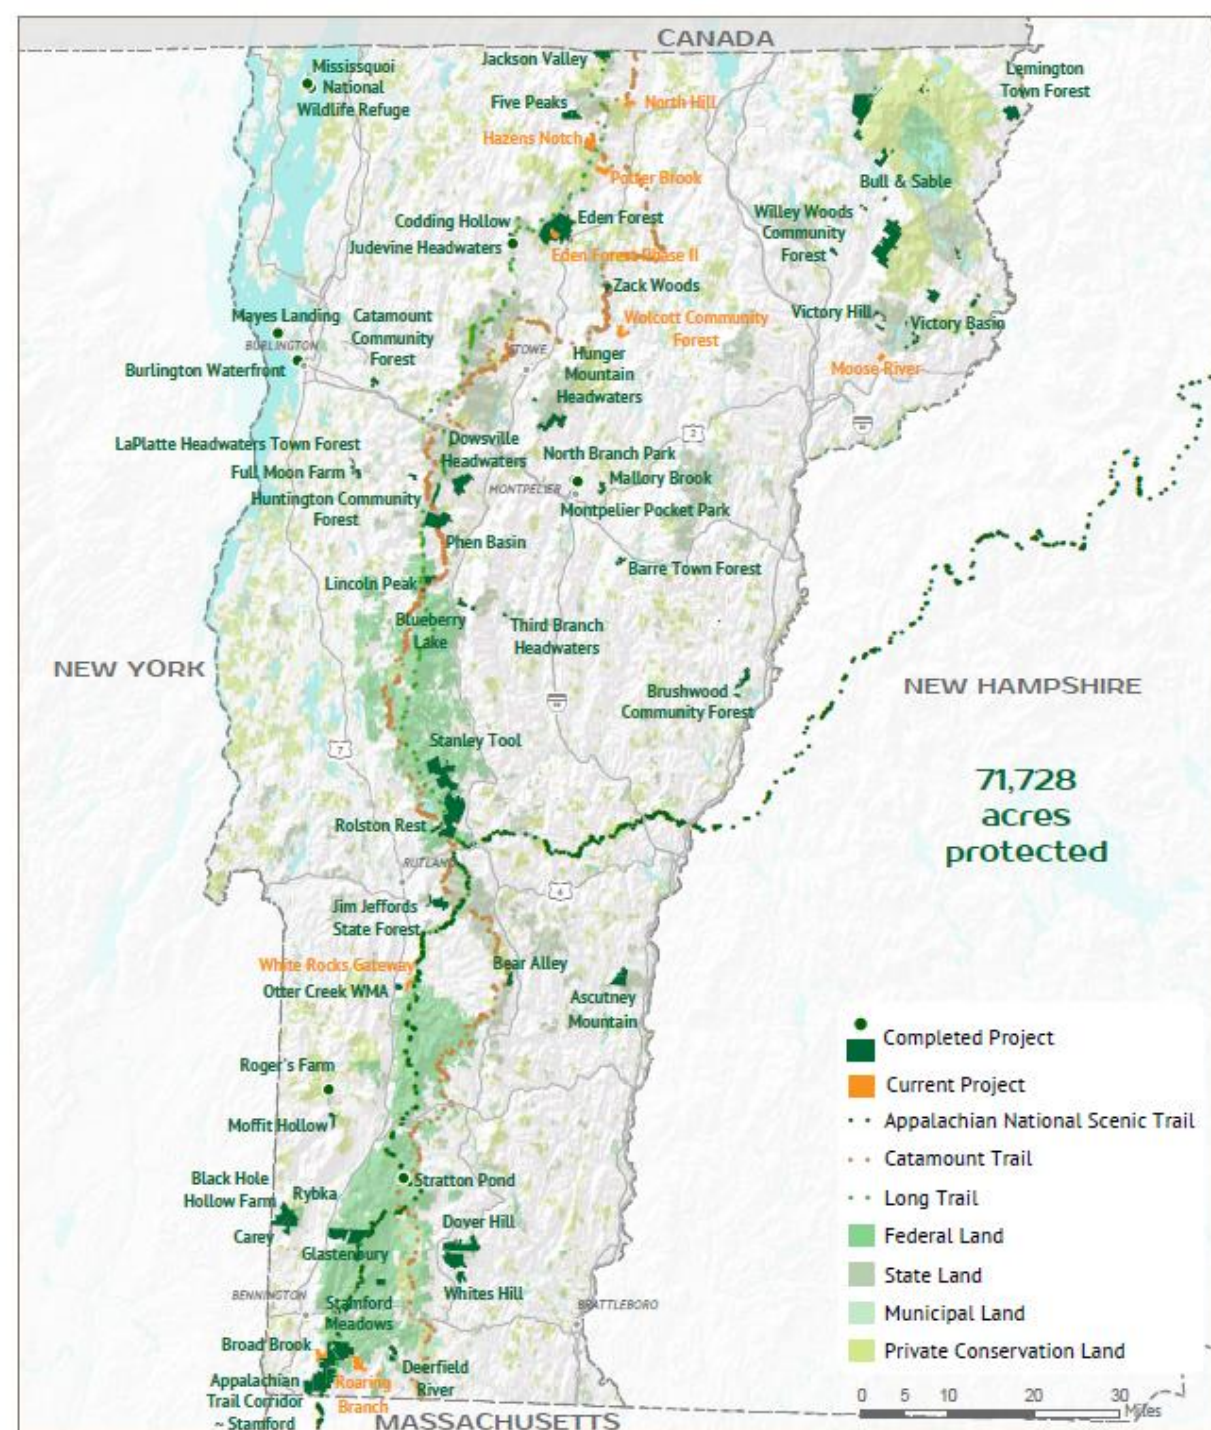 CANADA
Mississquoi
National
Wildlife Refuge
Jackson Valley
Five Peaks
North Hill
Lemington
Town Forest
Hazens Notch
Potter Brook
Bull & Sable
Codding Hollow
Eden Forest
Judevine Headwaters
Eden Forest Phase II
Willey Woods
Community
Forest
Zack Woods
Mayes Landing
BURLINGTON
Catamount
Community
Forest
Wolcott Community
Forest
Victory Hill
Victory Basin
STOWE
Burlington Waterfront
Hunger
Mountain
Headwaters
Moose River
2
LaPlatte Headwaters Town Forest
Dowsville
Headwaters
North Branch Park
Full Moon Farm
Mallory Brook
MONTPELIER
Huntington Community
Forest
Montpelier Pocket Park
Phen Basin
Barre Town Forest
Lincoln Peak
Blueberry
Lake
Third Branch
Headwaters
NEW YORK
NEW HAMPSHIRE
Brushwood
Community Forest
7
Stanley Tool
71,728
acres
protected
Rolston Rest
RUTLAND
Jim Jeffords
State Forest
White Rocks Gateway
Otter Creek WMA
Bear Alley
Ascutney
Mountain
Roger's Farm
Moffit Hollow
Black Hole
Hollow Farm
Rybka
Stratton Pond
Carey
Glastenbury
Dover Hill
Whites Hill
BENNINGTON
Stamford
Meadows
BRATTLEBORO
Broad Brook
Appalachian
Trail Corridor
~ Stamford
Roaring
Branch
Deerfield
River
MASSACHUSETTS
Completed Project
Current Project
Appalachian National Scenic Trail
Catamount Trail
Long Trail
Federal Land
State Land
Municipal Land
Private Conservation Land
0 5 10 20 30
Miles